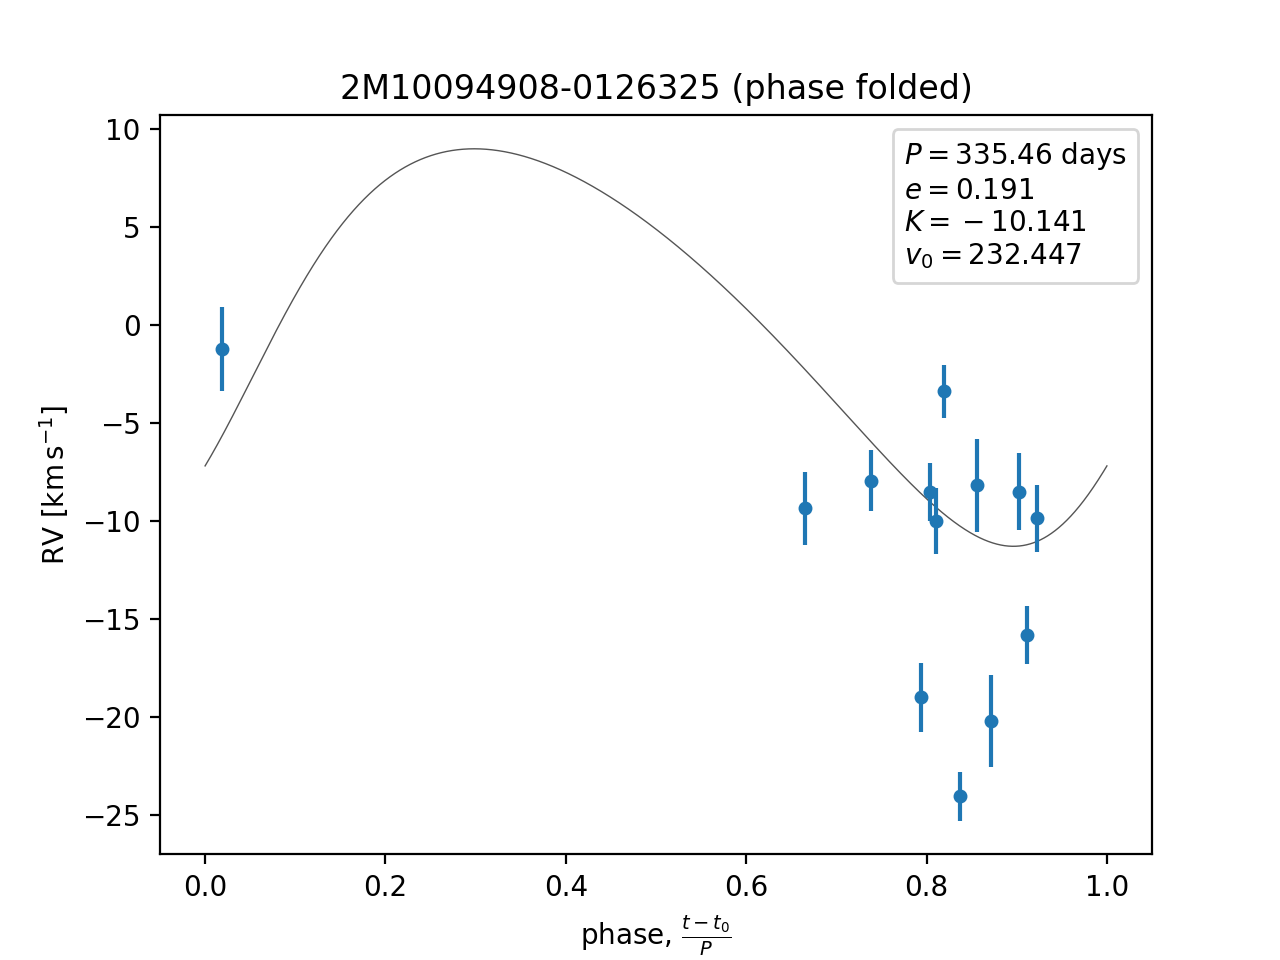 2M10094908-0126325 (phase folded)
P = 335.46 days
e = 0.191
K = −10.141
v₀ = 232.447
10
5
0
−5
−10
−15
−20
−25
RV [km s⁻¹]
0.0 0.2 0.4 0.6 0.8 1.0
phase, (t − t₀)/P